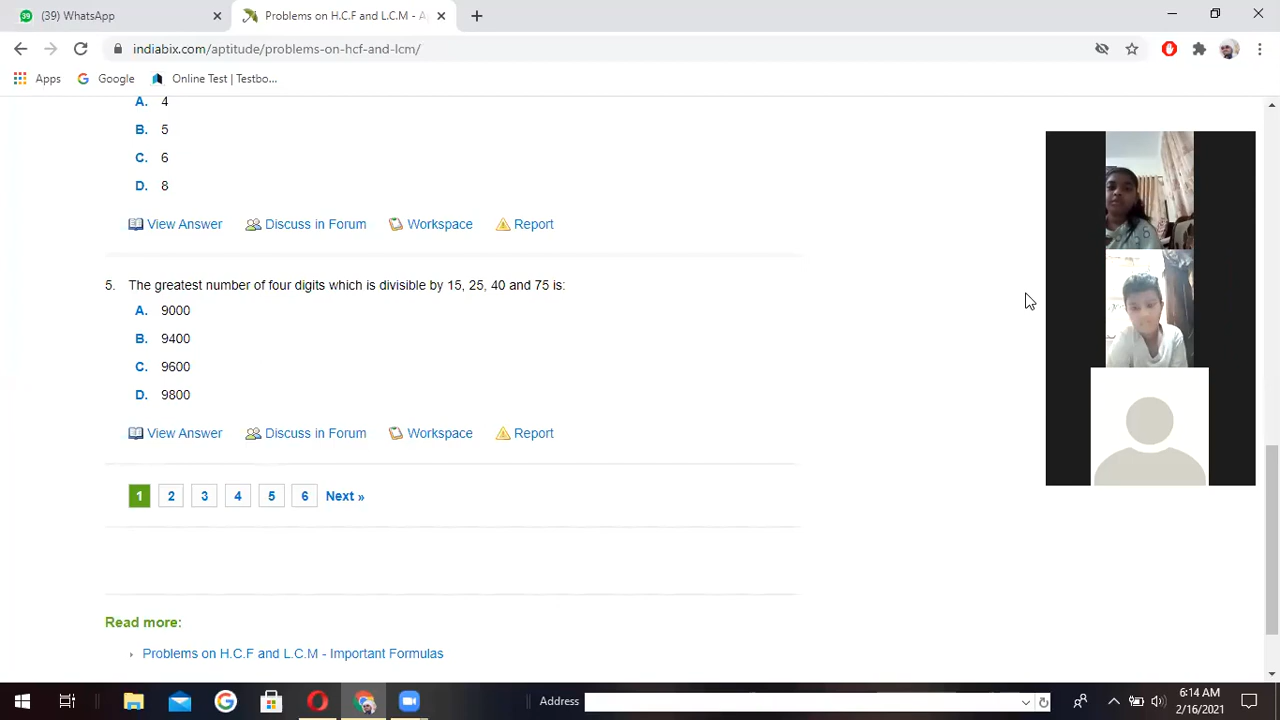 (39) WhatsApp
Problems on H.C.F and L.C.M - A
indiabix.com/aptitude/problems-on-hcf-and-lcm/
Apps Google Online Test | Testbo...
A. 4
B. 5
C. 6
D. 8
View Answer Discuss in Forum Workspace Report
5. The greatest number of four digits which is divisible by 15, 25, 40 and 75 is:
A. 9000
B. 9400
C. 9600
D. 9800
View Answer Discuss in Forum Workspace Report
1 2 3 4 5 6 Next »
Read more:
Problems on H.C.F and L.C.M - Important Formulas
Address
6:14 AM
2/16/2021